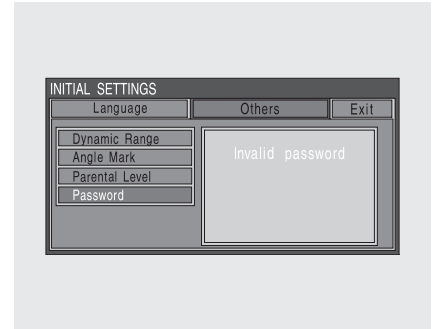 INITIAL SETTINGS
Language Others Exit
Dynamic Range
Angle Mark
Parental Level
Password
Invalid password